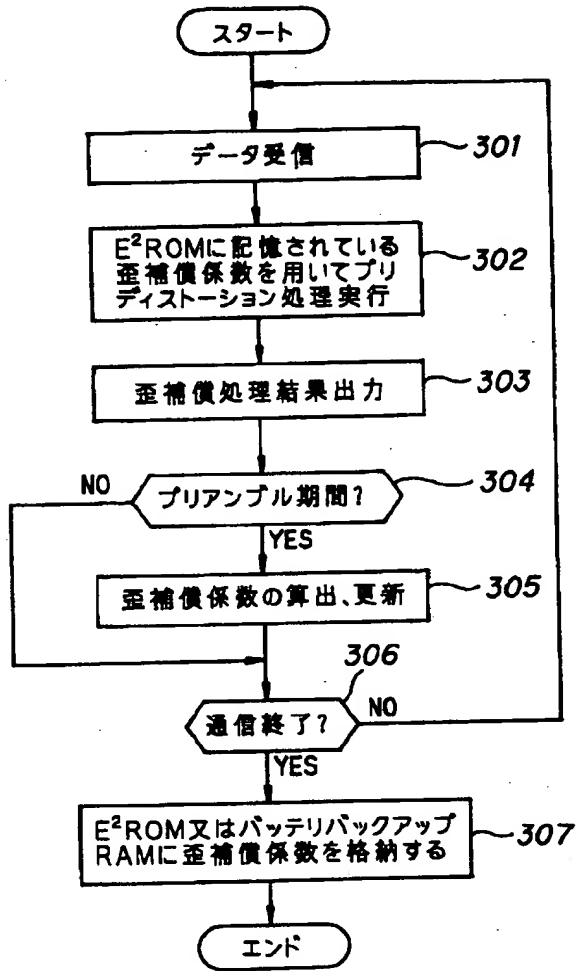 スタート
データ受信
301
E²ROMに記憶されている
歪補償係数を用いてプリ
ディストーション処理実行
302
歪補償処理結果出力
303
プリアンブル期間?
304
NO
YES
歪補償係数の算出、更新
305
306
通信終了?
NO
YES
E²ROM又はバッテリバックアップ
RAMに歪補償係数を格納する
307
エンド